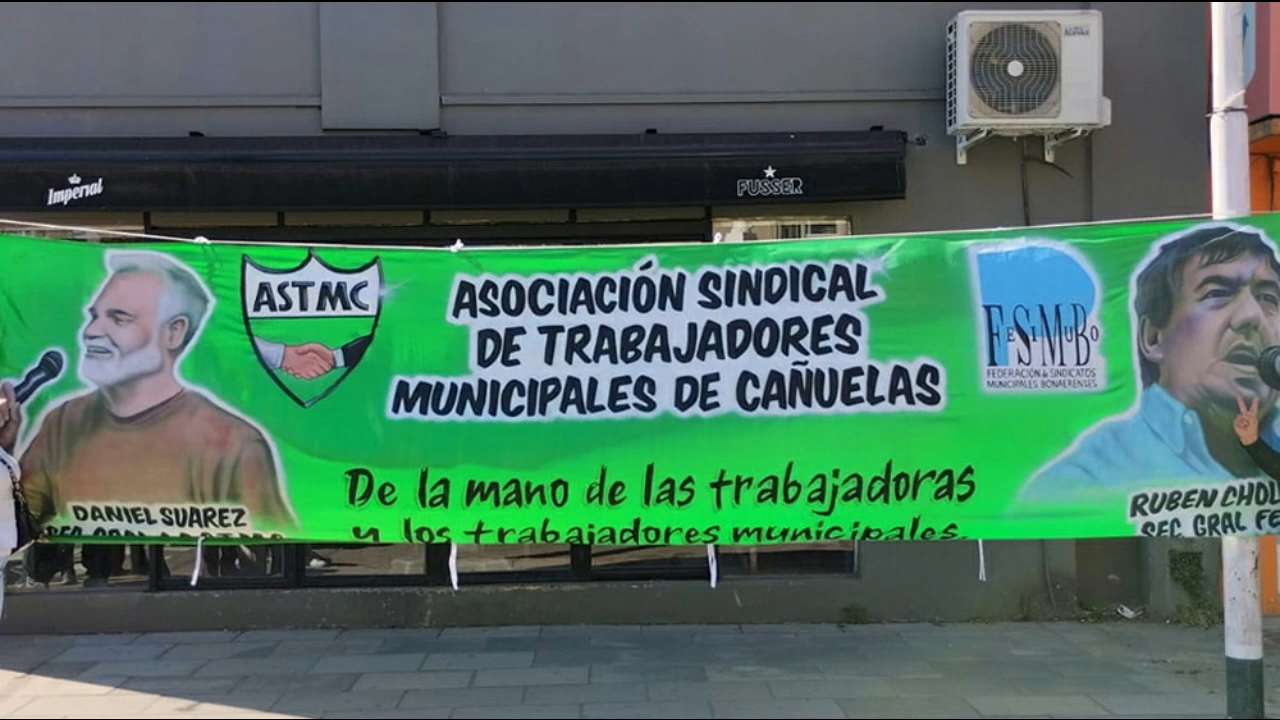 Imperial
FUSSER
ASTMC
ASOCIACIÓN SINDICAL
DE TRABAJADORES
MUNICIPALES DE CAÑUELAS
FESIMUBO
FEDERACIÓN de SINDICATOS
MUNICIPALES BONAERENSES
De la mano de las trabajadoras
y los trabajadores municipales.
DANIEL SUAREZ
RUBEN CHOL
SEC. GRAL FE